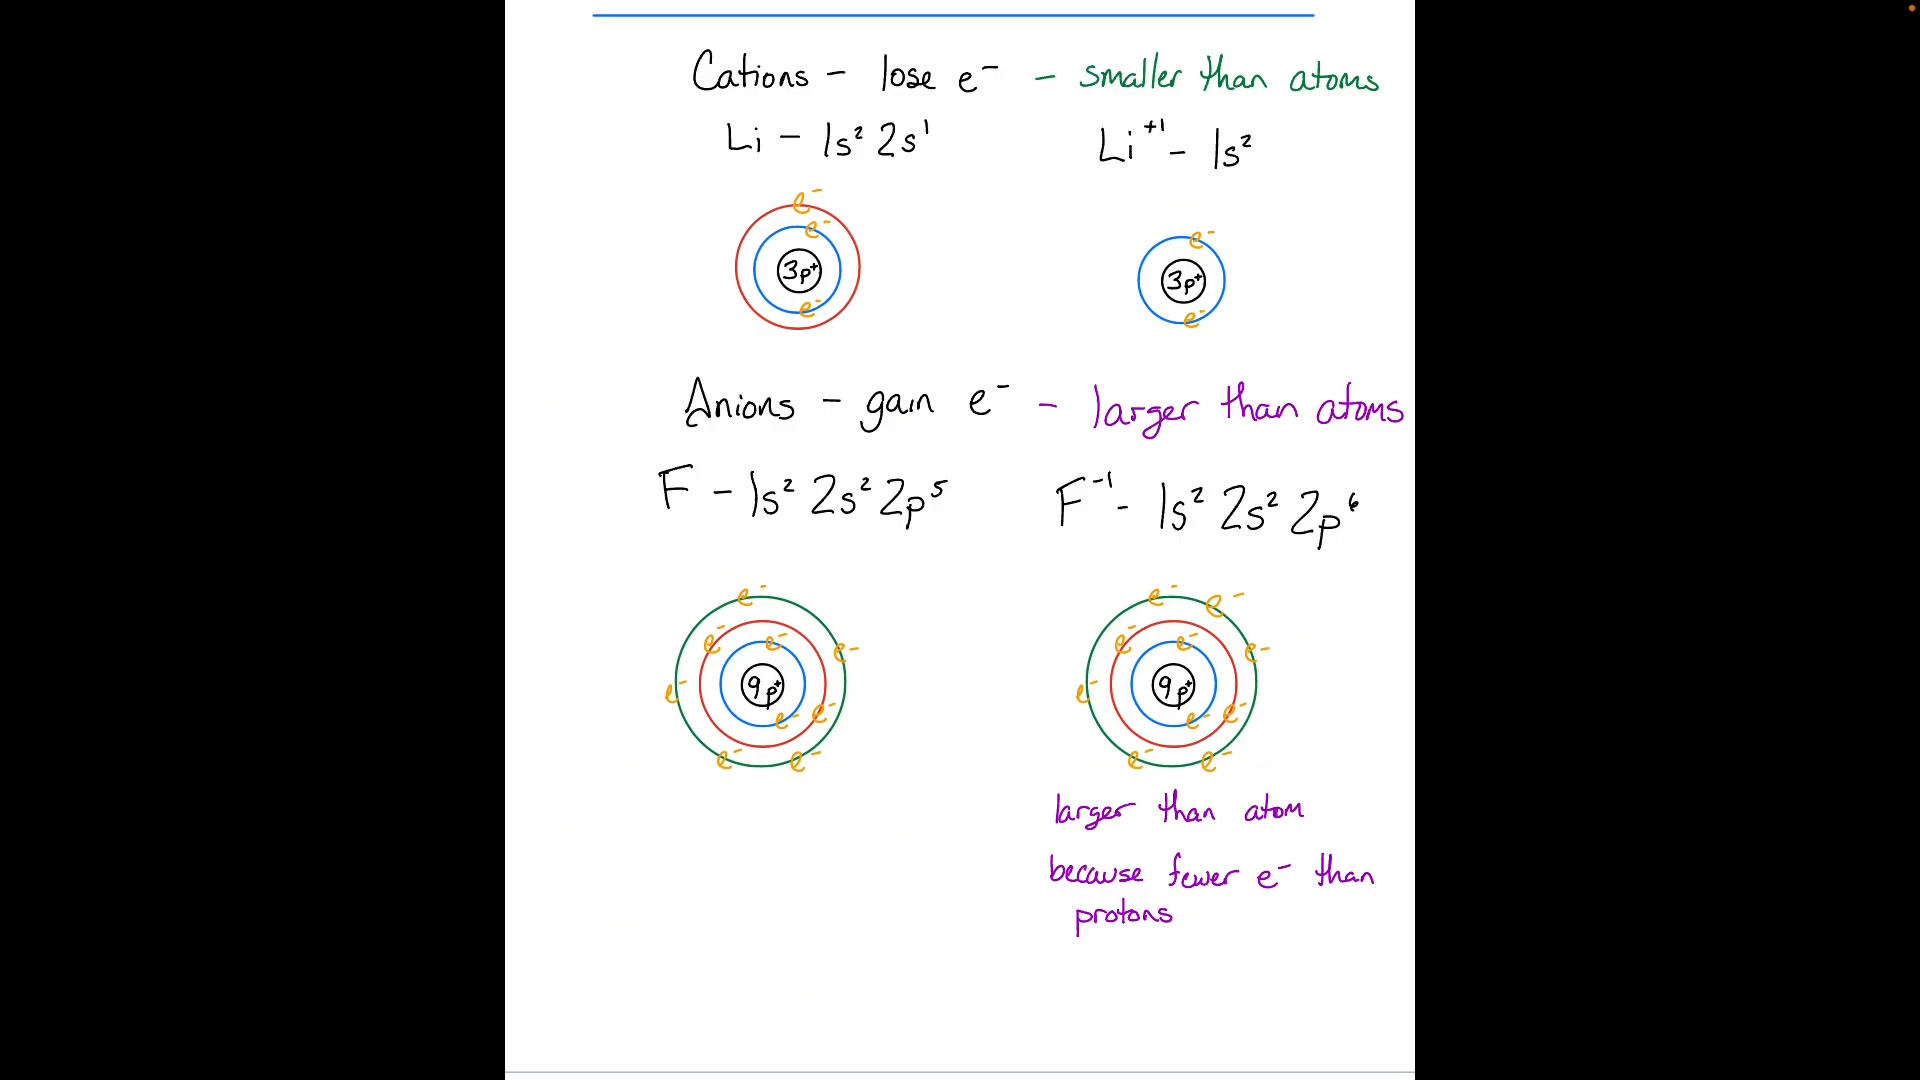 Cations - lose e⁻ - smaller than atoms
Li - 1s² 2s¹
Li⁺¹ - 1s²
e⁻
e⁻
3p⁺
e⁻
e⁻
3p⁺
e⁻
Anions - gain e⁻ - larger than atoms
F - 1s² 2s² 2p⁵
F⁻¹ - 1s² 2s² 2p⁶
e⁻
e⁻ e⁻
e⁻
9p⁺
e⁻
e⁻ e⁻
e⁻ e⁻
e⁻ e⁻
e⁻ e⁻
e⁻
9p⁺
e⁻
e⁻ e⁻
e⁻ e⁻
larger than atom
because fewer e⁻ than
protons